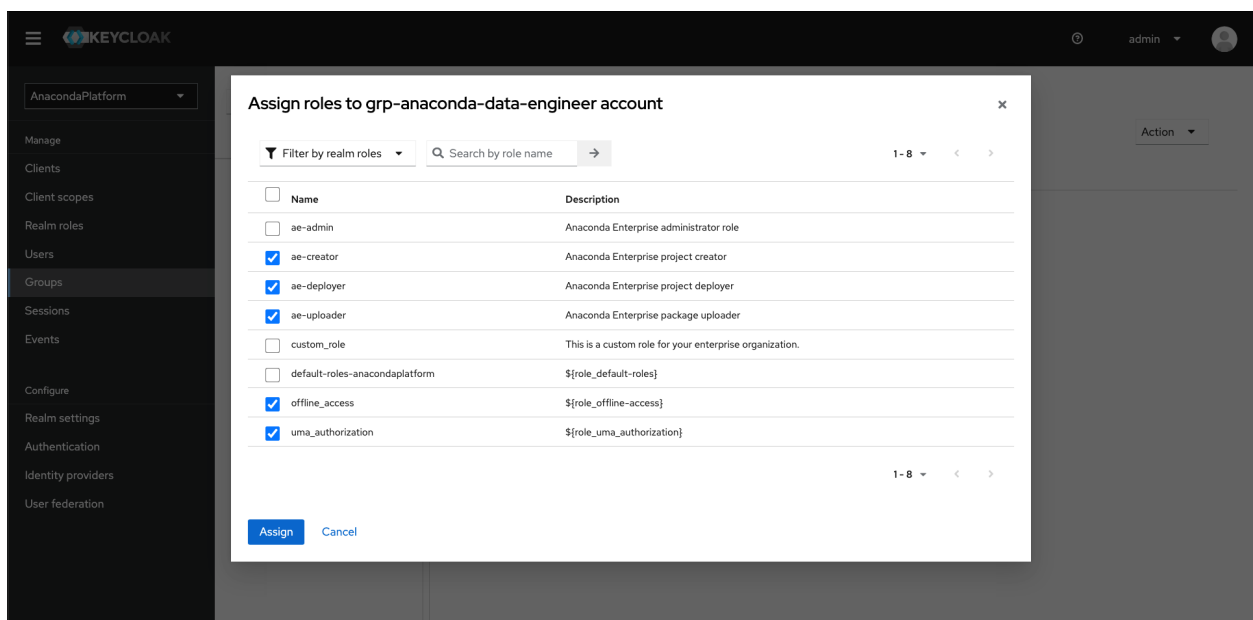 KEYCLOAK
admin
AnacondaPlatform
Manage
Clients
Client scopes
Realm roles
Users
Groups
Sessions
Events
Configure
Realm settings
Authentication
Identity providers
User federation
Action
Assign roles to grp-anaconda-data-engineer account
Filter by realm roles Search by role name 1 - 8
Name Description
ae-admin Anaconda Enterprise administrator role
ae-creator Anaconda Enterprise project creator
ae-deployer Anaconda Enterprise project deployer
ae-uploader Anaconda Enterprise package uploader
custom_role This is a custom role for your enterprise organization.
default-roles-anacondaplatform ${role_default-roles}
offline_access ${role_offline-access}
uma_authorization ${role_uma_authorization}
1 - 8
Assign Cancel